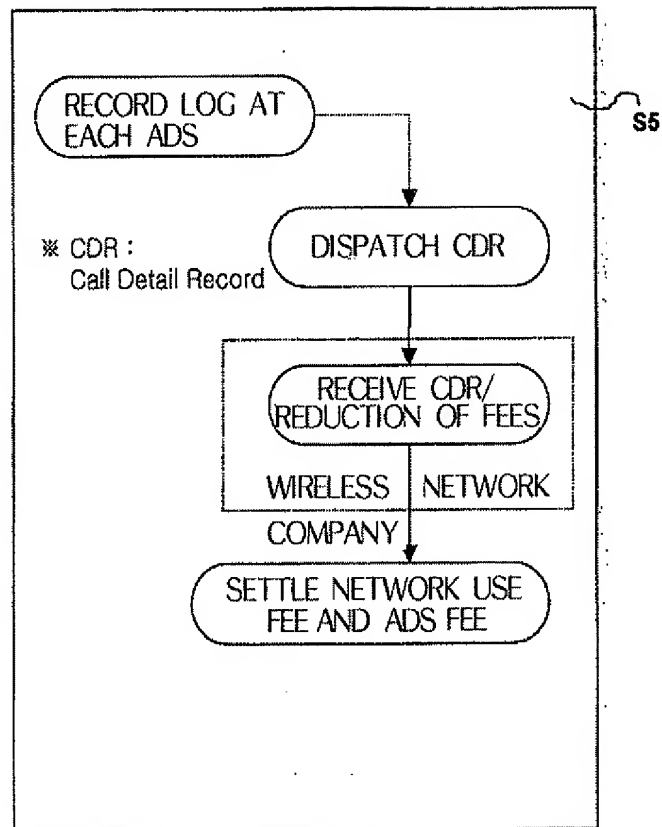 RECORD LOG AT
EACH ADS
S5
※ CDR :
Call Detail Record
DISPATCH CDR
RECEIVE CDR/
REDUCTION OF FEES
WIRELESS NETWORK
COMPANY
SETTLE NETWORK USE
FEE AND ADS FEE